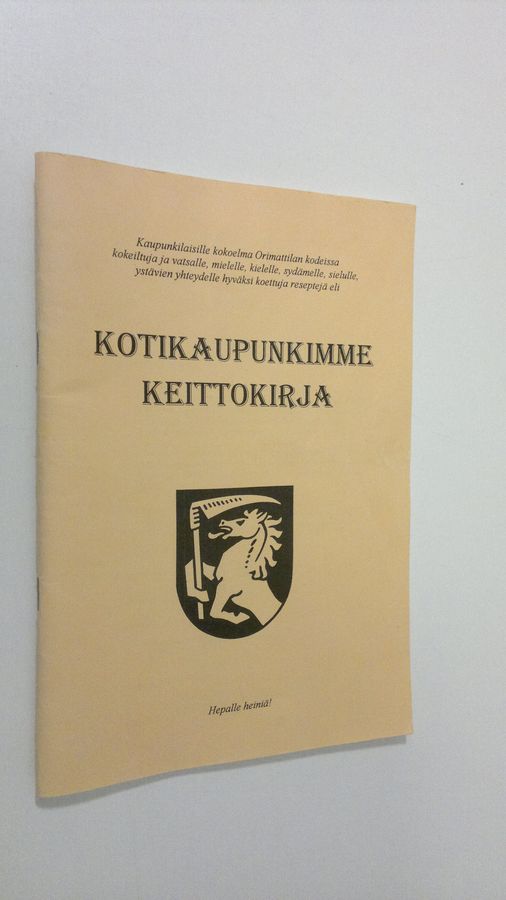 Kaupunkilaisille kokoelma Orimattilan kodeissa
kokeiltuja ja vatsalle, mielelle, kielelle, sydämelle, sielulle,
ystävien yhteydelle hyväksi koettuja reseptejä eli
KOTIKAUPUNKIMME
KEITTOKIRJA
Hepalle heiniä!